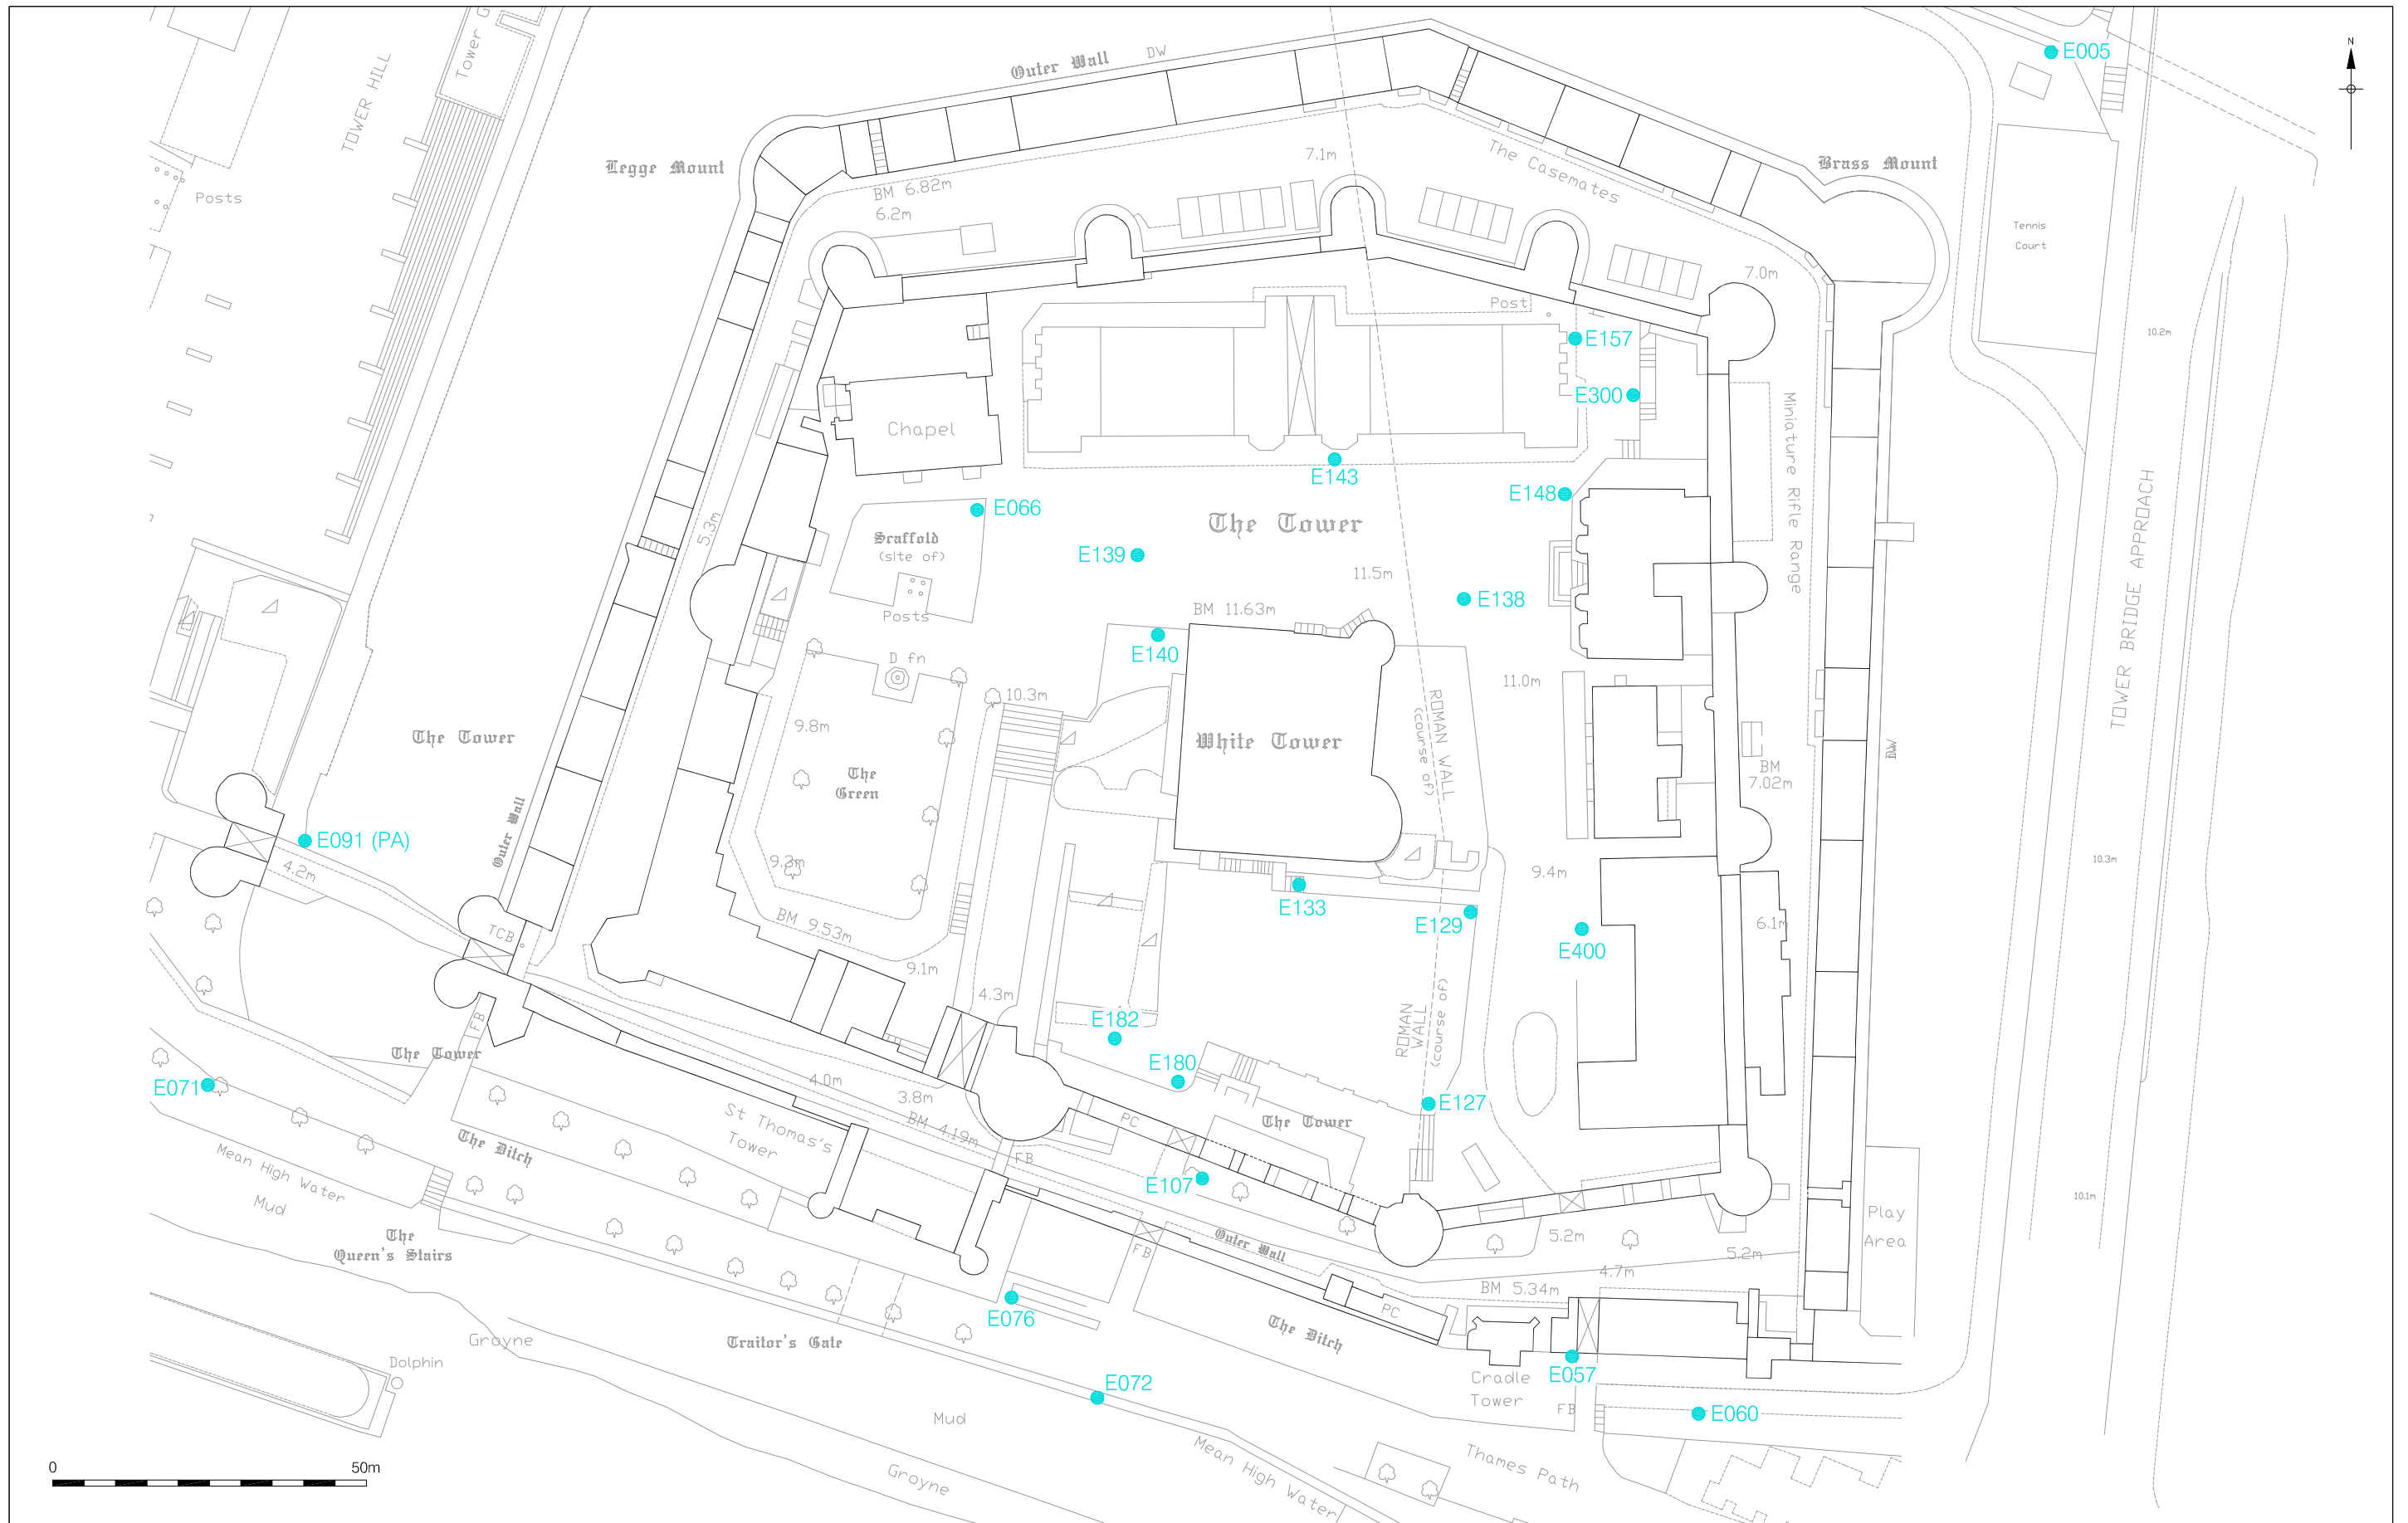 Tower G
TOWER HILL
Outer Wall
DW
E005
N
Legge Mount
7.1m
The Casemates
Brass Mount
Posts
BM 6.82m
6.2m
Tennis
Court
7.0m
Post
E157
10.2m
E300
Miniature Rifle Range
Chapel
E143
E148
E066
5.3m
The Tower
Scaffold
(site of)
E139
TOWER BRIDGE APPROACH
11.5m
E138
Posts
BM 11.63m
E140
D fn
10.3m
11.0m
ROMAN WALL
(course of)
The Tower
9.8m
White Tower
DW
BM
7.02m
The
Green
Outer Wall
E091 (PA)
4.2m
9.3m
9.4m
10.3m
E133
E129
BM 9.53m
6.1m
TCB
E400
9.1m
4.3m
ROMAN
WALL
(course of)
FB
E182
The Tower
E180
E071
4.0m
3.8m
BM 4.19m
E127
St Thomas's
Tower
PC
The Tower
The Ditch
Mean High Water
Mud
FB
E107
10.1m
Play
Area
The
Queen's Stairs
Outer Wall
FB
5.2m
5.2m
4.7m
BM 5.34m
E076
PC
Groyne
Traitor's Gate
The Ditch
Dolphin
E057
Cradle
Tower
E072
FB
E060
Mud
Mean High Water
Thames Path
Groyne
0
50m